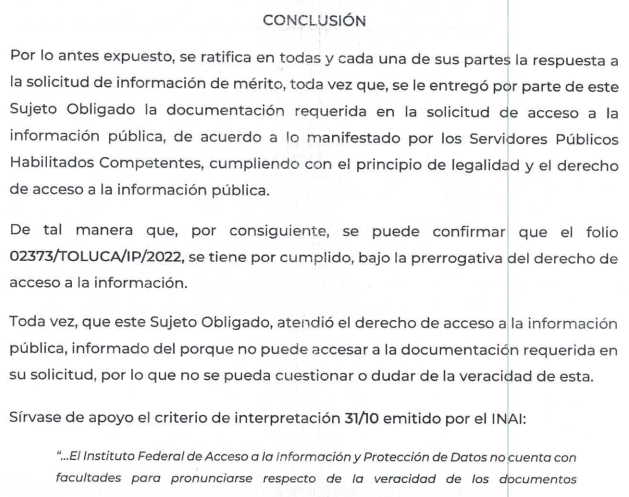 CONCLUSIÓN
Por lo antes expuesto, se ratifica en todas y cada una de sus partes la respuesta a
la solicitud de información de mérito, toda vez que, se le entregó por parte de este
Sujeto Obligado la documentación requerida en la solicitud de acceso a la
información pública, de acuerdo a lo manifestado por los Servidores Públicos
Habilitados Competentes, cumpliendo con el principio de legalidad y el derecho
de acceso a la información pública.
De tal manera que, por consiguiente, se puede confirmar que el folio
02373/TOLUCA/IP/2022, se tiene por cumplido, bajo la prerrogativa del derecho de
acceso a la información.
Toda vez, que este Sujeto Obligado, atendió el derecho de acceso a la información
pública, informado del porque no puede accesar a la documentación requerida en
su solicitud, por lo que no se pueda cuestionar o dudar de la veracidad de esta.
Sírvase de apoyo el criterio de interpretación 31/10 emitido por el INAI:
"...El Instituto Federal de Acceso a la Información y Protección de Datos no cuenta con
facultades para pronunciarse respecto de la veracidad de los documentos